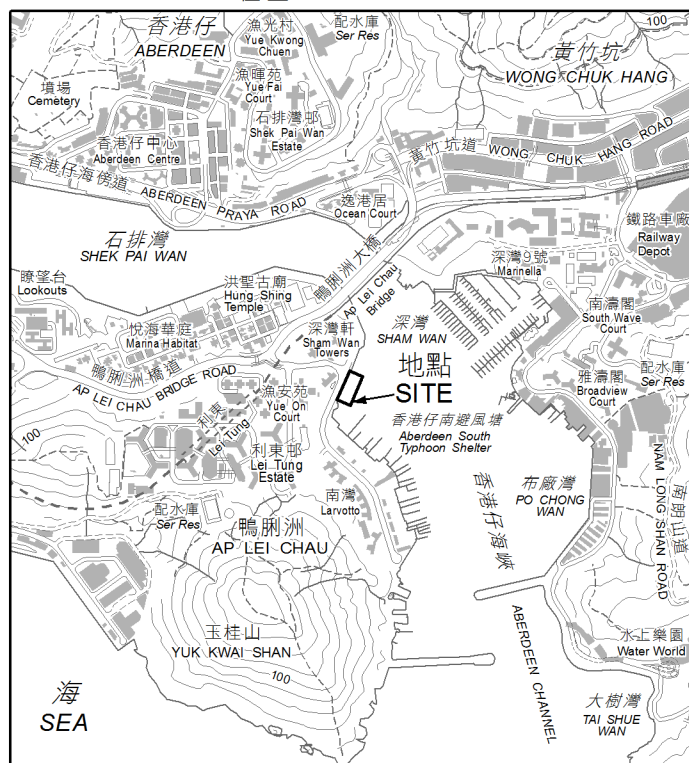 香港仔
ABERDEEN
漁光村
Yue Kwong
Chuen
配水庫
Ser Res
100
黃竹坑
WONG CHUK HANG
墳場
Cemetery
漁暉苑
Yue Fai
Court
石排灣邨
Shek Pai Wan
Estate
香港仔中心
Aberdeen Centre
黃竹坑道 WONG CHUK HANG ROAD
香港仔海傍道 ABERDEEN PRAYA ROAD
逸港居
Ocean Court
石排灣
SHEK PAI WAN
鴨脷洲大橋
Ap Lei Chau
Bridge
深灣9號
Marinella
鐵路車廠
Railway
Depot
瞭望台
Lookouts
洪聖古廟
Hung Shing
Temple
南濤閣
South Wave
Court
悅海華庭
Marina Habitat
深灣軒
Sham Wan
Towers
深灣
SHAM WAN
地點
SITE
鴨脷洲橋道
AP LEI CHAU BRIDGE ROAD
漁安苑
Yue On
Court
雅濤閣
Broadview
Court
配水庫
Ser Res
利東
Lei Tung
香港仔南避風塘
Aberdeen South
Typhoon Shelter
100
利東邨
Lei Tung
Estate
南灣
Larvotto
布廠灣
PO CHONG
WAN
南朗山道
NAM LONG SHAN ROAD
配水庫
Ser Res
鴨脷洲
AP LEI CHAU
香港仔海峽
ABERDEEN CHANNEL
玉桂山
YUK KWAI SHAN
100
水上樂園
Water World
海
SEA
大樹灣
TAI SHUE
WAN